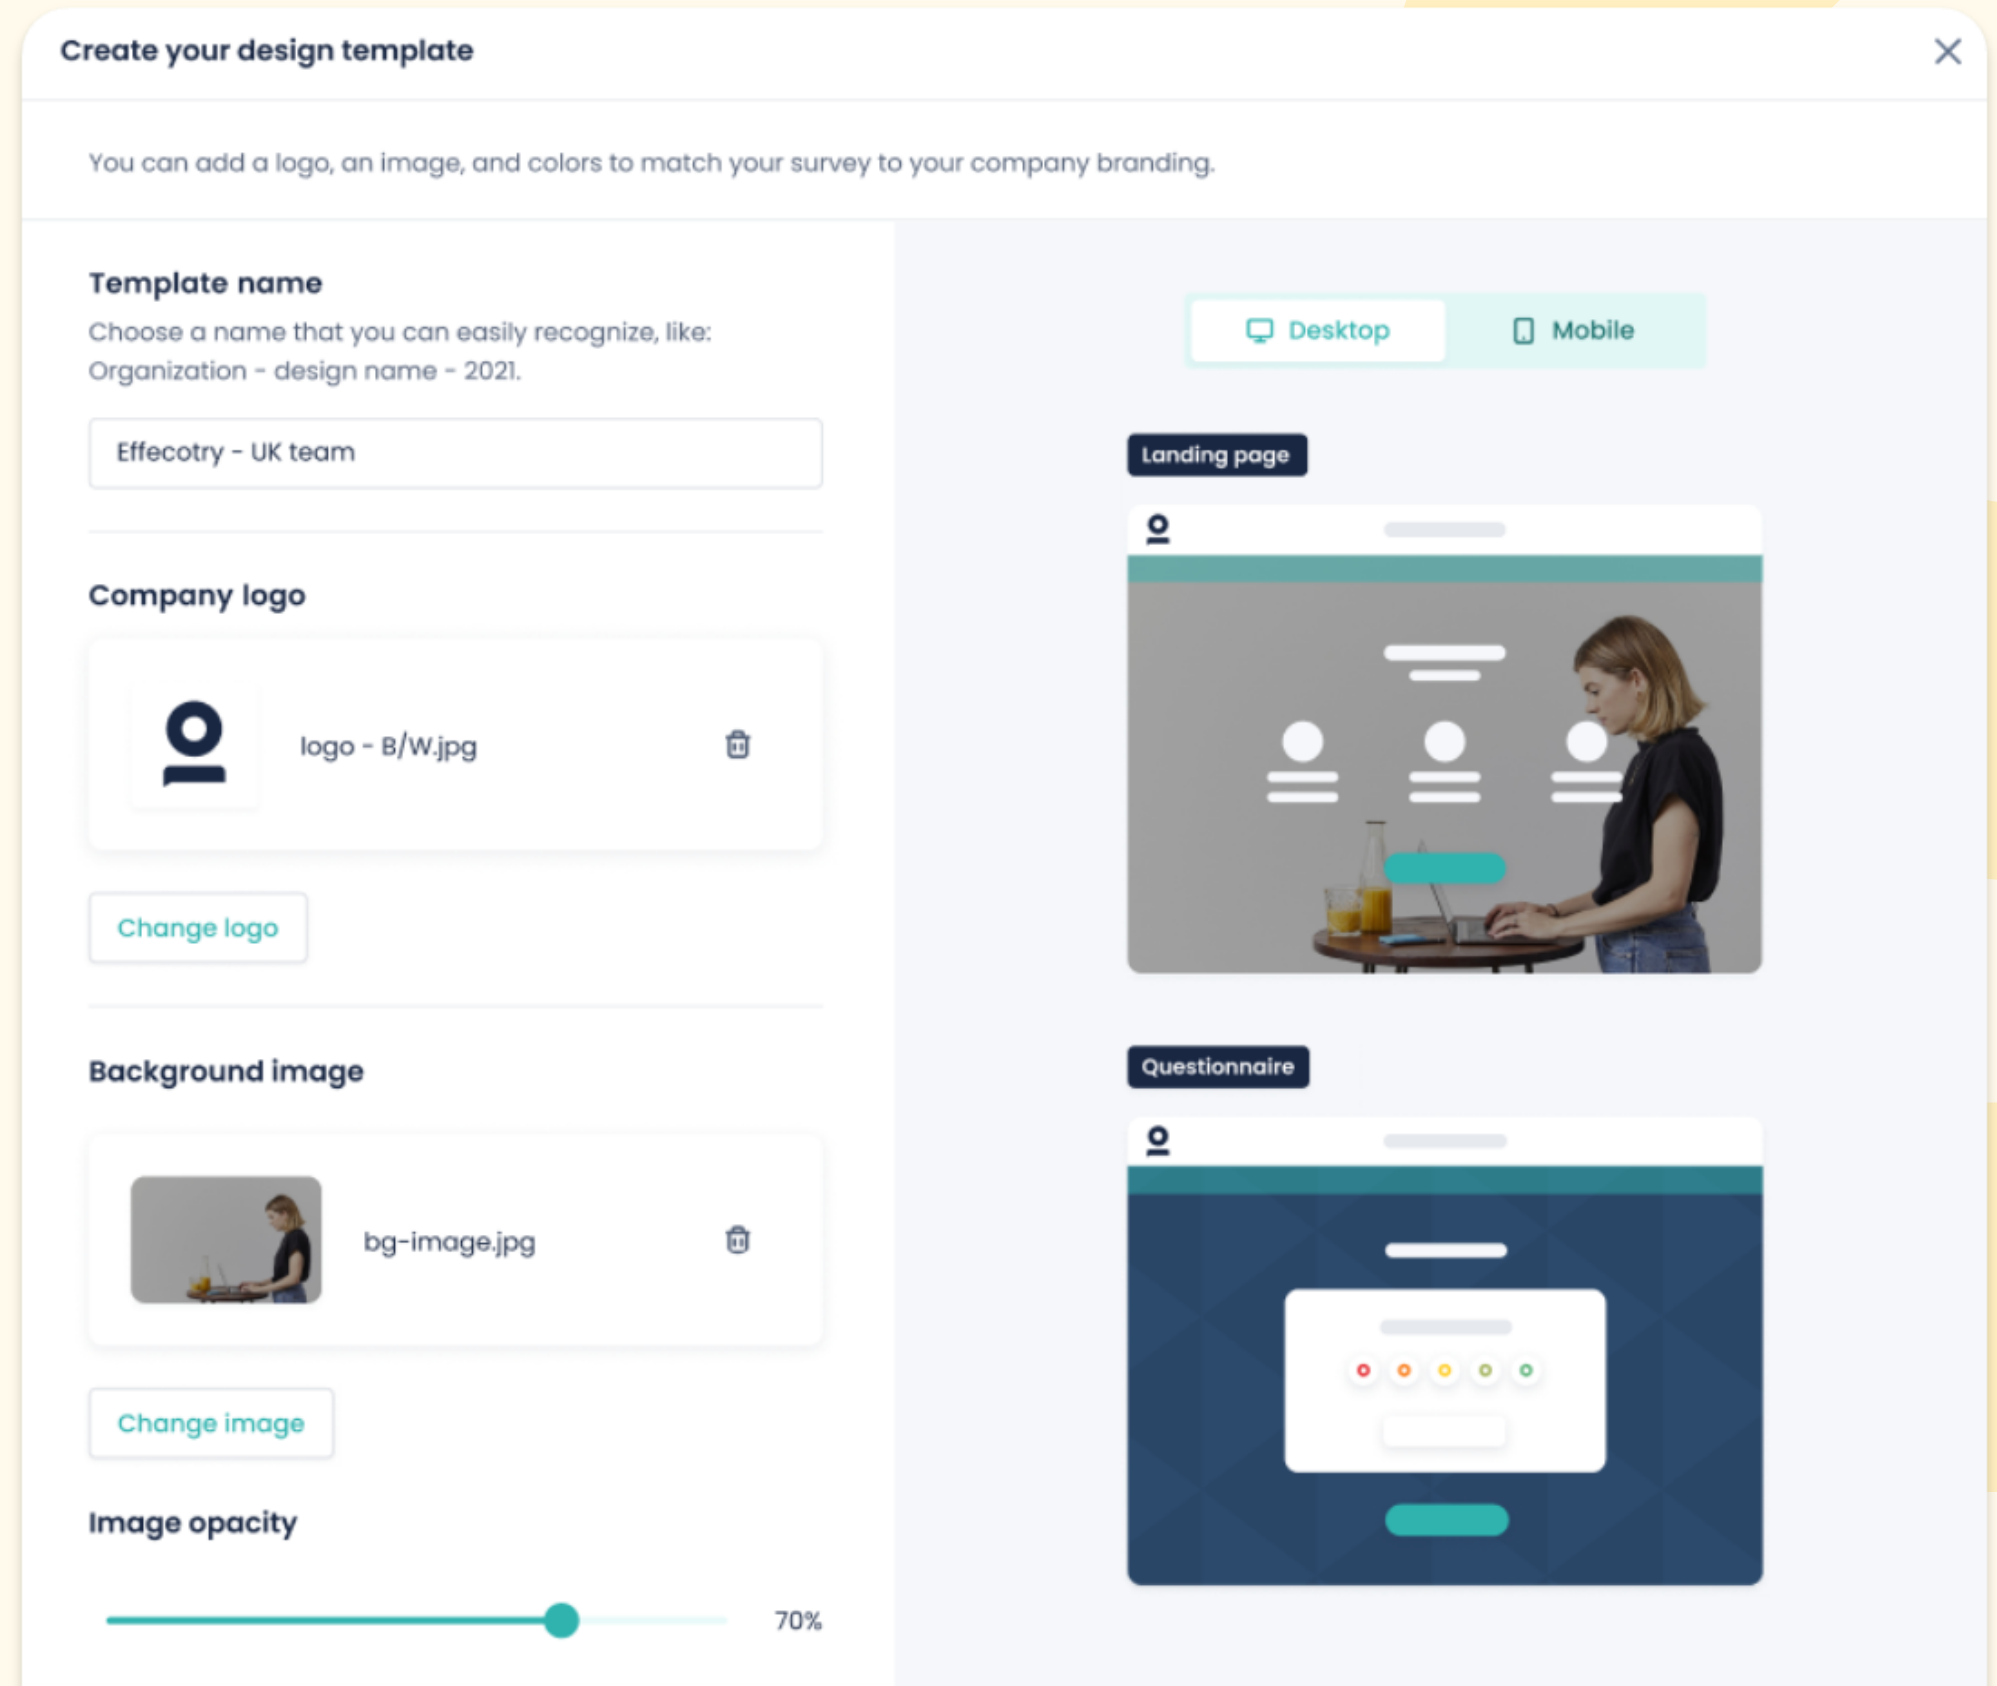 Create your design template
You can add a logo, an image, and colors to match your survey to your company branding.
Template name
Choose a name that you can easily recognize, like:
Organization - design name - 2021.
Effecotry - UK team
Company logo
logo - B/W.jpg
Change logo
Background image
bg-image.jpg
Change image
Image opacity
70%
Desktop
Mobile
Landing page
Questionnaire